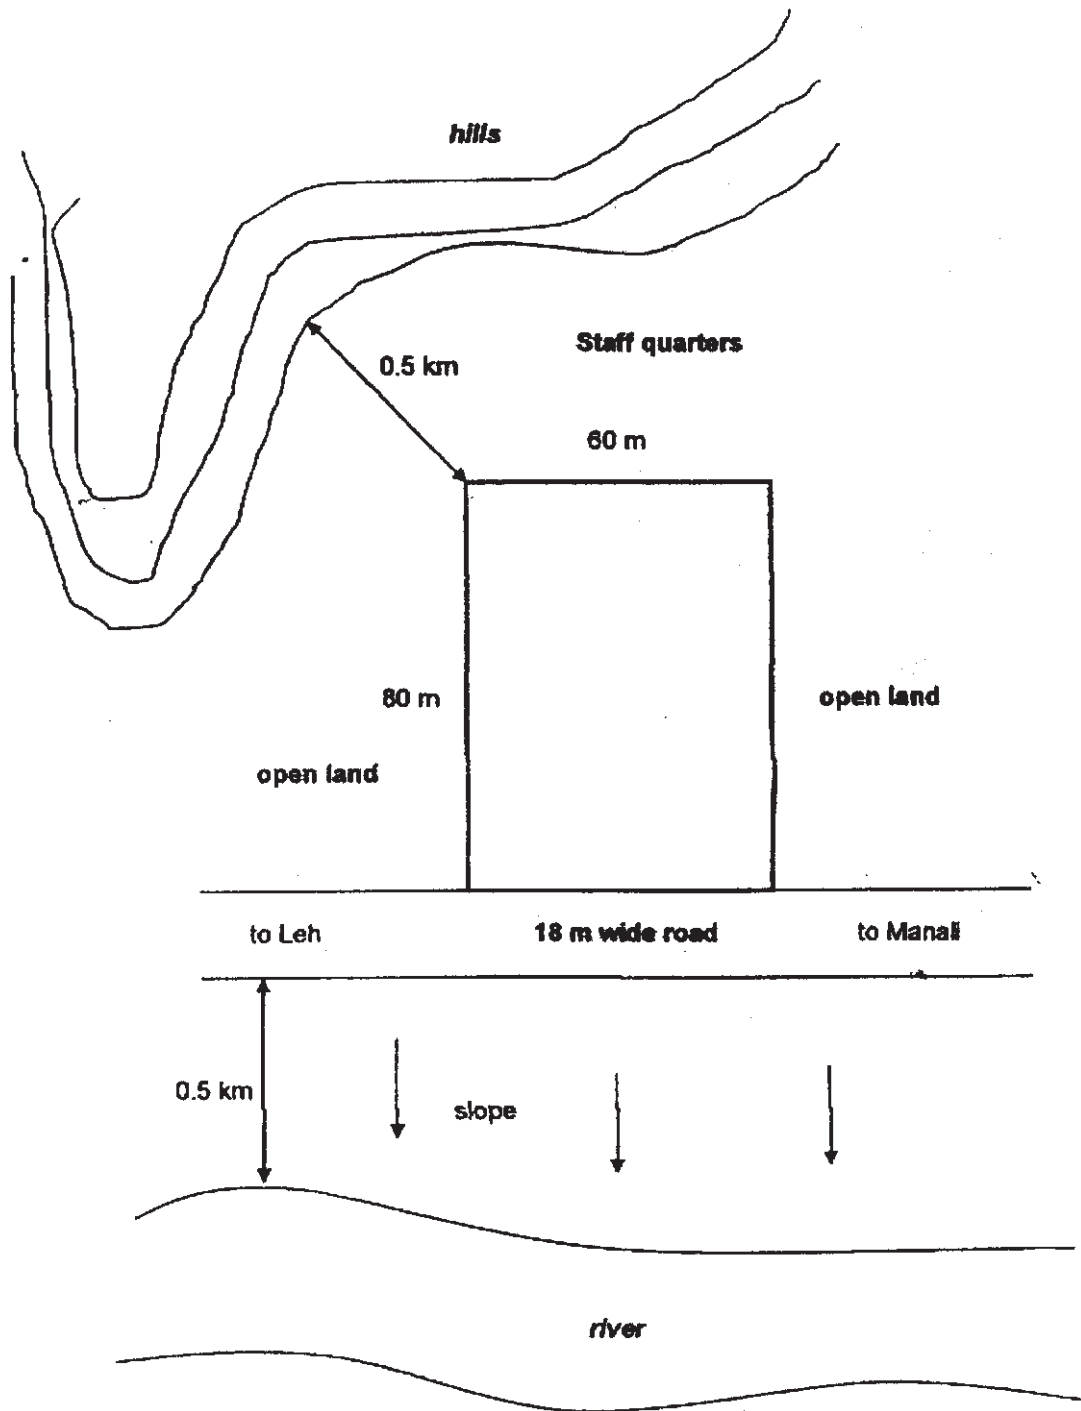 hills
Staff quarters
0.5 km
60 m
80 m
open land
open land
to Leh
18 m wide road
to Manali
0.5 km
slope
river